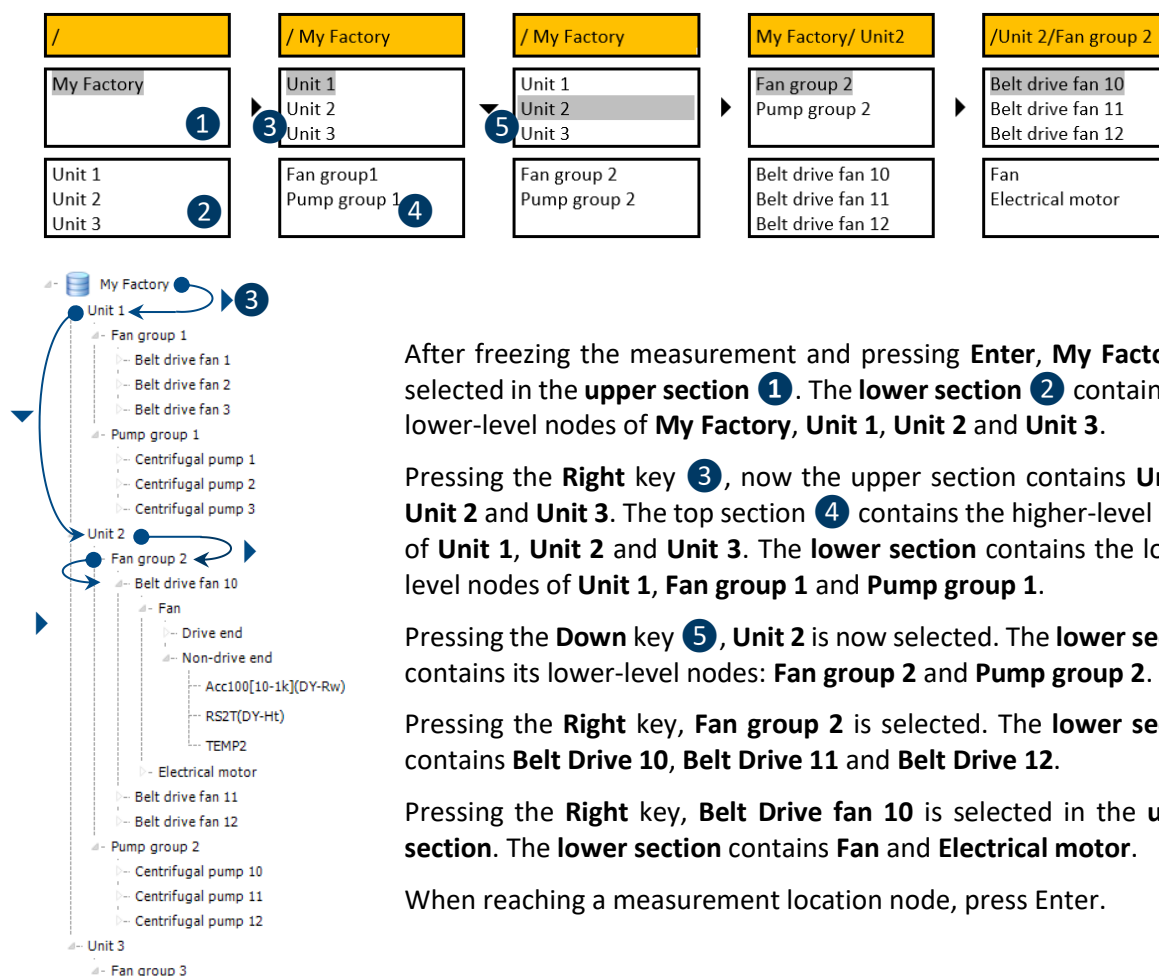 /
My Factory
1
Unit 1
Unit 2
Unit 3
2
/ My Factory
Unit 1
Unit 2
Unit 3
3
Fan group1
Pump group 1
4
/ My Factory
Unit 1
Unit 2
Unit 3
5
Fan group 2
Pump group 2
My Factory/ Unit2
Fan group 2
Pump group 2
Belt drive fan 10
Belt drive fan 11
Belt drive fan 12
/Unit 2/Fan group 2
Belt drive fan 10
Belt drive fan 11
Belt drive fan 12
Fan
Electrical motor
My Factory
3
Unit 1
Fan group 1
Belt drive fan 1
Belt drive fan 2
Belt drive fan 3
Pump group 1
Centrifugal pump 1
Centrifugal pump 2
Centrifugal pump 3
Unit 2
Fan group 2
Belt drive fan 10
Fan
Drive end
Non-drive end
Acc100[10-1k](DY-Rw)
RS2T(DY-Ht)
TEMP2
Electrical motor
Belt drive fan 11
Belt drive fan 12
Pump group 2
Centrifugal pump 10
Centrifugal pump 11
Centrifugal pump 12
Unit 3
Fan group 3
After freezing the measurement and pressing Enter, My Facto
selected in the upper section 1. The lower section 2 contain
lower-level nodes of My Factory, Unit 1, Unit 2 and Unit 3.
Pressing the Right key 3, now the upper section contains Un
Unit 2 and Unit 3. The top section 4 contains the higher-level
of Unit 1, Unit 2 and Unit 3. The lower section contains the lo
level nodes of Unit 1, Fan group 1 and Pump group 1.
Pressing the Down key 5, Unit 2 is now selected. The lower se
contains its lower-level nodes: Fan group 2 and Pump group 2.
Pressing the Right key, Fan group 2 is selected. The lower se
contains Belt Drive 10, Belt Drive 11 and Belt Drive 12.
Pressing the Right key, Belt Drive fan 10 is selected in the u
section. The lower section contains Fan and Electrical motor.
When reaching a measurement location node, press Enter.